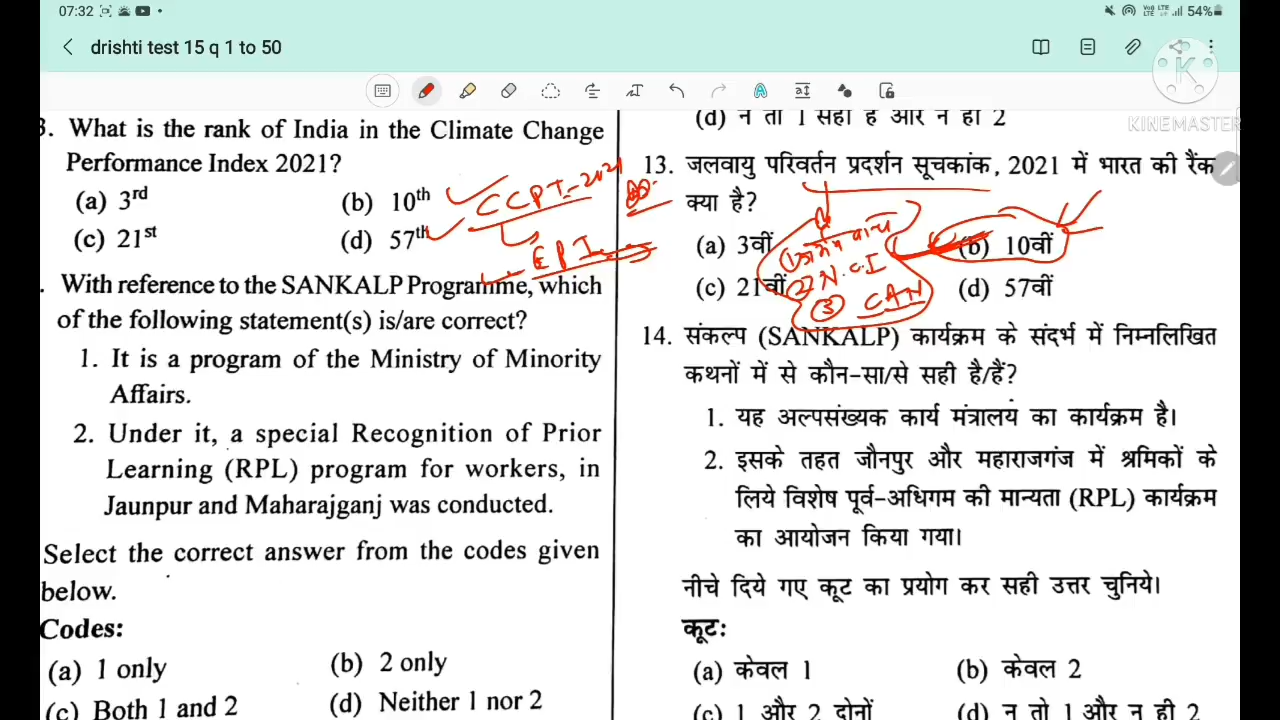 07:32
54%
drishti test 15 q 1 to 50
KINEMASTER
3. What is the rank of India in the Climate Change
Performance Index 2021?
(a) 3rd (b) 10th
(c) 21st (d) 57th
CCPI-2021
EPI
. With reference to the SANKALP Programme, which
of the following statement(s) is/are correct?
1. It is a program of the Ministry of Minority
Affairs.
2. Under it, a special Recognition of Prior
Learning (RPL) program for workers, in
Jaunpur and Maharajganj was conducted.
Select the correct answer from the codes given
below.
Codes:
(a) 1 only (b) 2 only
(c) Both 1 and 2 (d) Neither 1 nor 2
(d) न तो 1 सही है और न ही 2
13. जलवायु परिवर्तन प्रदर्शन सूचकांक, 2021 में भारत की रैंक
क्या है?
(a) 3वीं (b) 10वीं
(c) 21वीं (d) 57वीं
① जर्मन वाच
② N.C.I
③ CAN
14. संकल्प (SANKALP) कार्यक्रम के संदर्भ में निम्नलिखित
कथनों में से कौन-सा/से सही है/हैं?
1. यह अल्पसंख्यक कार्य मंत्रालय का कार्यक्रम है।
2. इसके तहत जौनपुर और महाराजगंज में श्रमिकों के
लिये विशेष पूर्व-अधिगम की मान्यता (RPL) कार्यक्रम
का आयोजन किया गया।
नीचे दिये गए कूट का प्रयोग कर सही उत्तर चुनिये।
कूटः
(a) केवल 1 (b) केवल 2
(c) 1 और 2 दोनों (d) न तो 1 और न ही 2